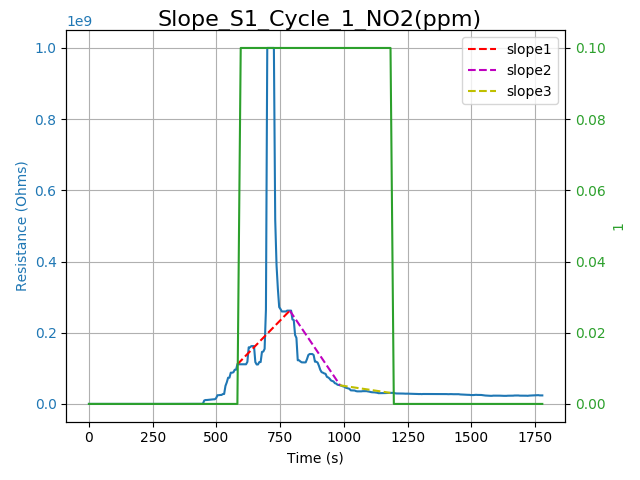 Slope_S1_Cycle_1_NO2(ppm)
1e9
1.0
0.8
0.6
0.4
0.2
0.0
Resistance (Ohms)
slope1
slope2
slope3
0.10
0.08
0.06
0.04
0.02
0.00
1
0 250 500 750 1000 1250 1500 1750
Time (s)